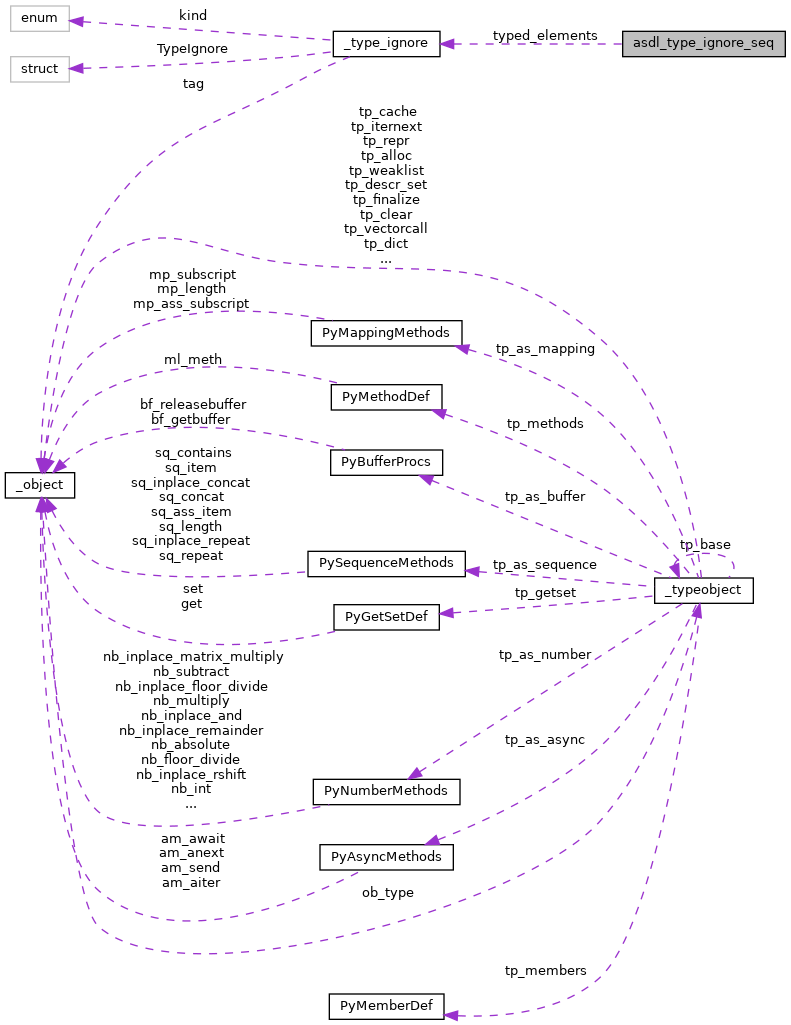 enum
kind
_type_ignore
typed_elements
asdl_type_ignore_seq
TypeIgnore
struct
tag
tp_cache
tp_iternext
tp_repr
tp_alloc
tp_weaklist
tp_descr_set
tp_finalize
tp_clear
tp_vectorcall
tp_dict
...
mp_subscript
mp_length
mp_ass_subscript
PyMappingMethods
tp_as_mapping
ml_meth
PyMethodDef
tp_methods
bf_releasebuffer
bf_getbuffer
PyBufferProcs
tp_as_buffer
_object
sq_contains
sq_item
sq_inplace_concat
sq_concat
sq_ass_item
sq_length
sq_inplace_repeat
sq_repeat
PySequenceMethods
tp_as_sequence
tp_base
_typeobject
set
get
PyGetSetDef
tp_getset
nb_inplace_matrix_multiply
nb_subtract
nb_inplace_floor_divide
nb_multiply
nb_inplace_and
nb_inplace_remainder
nb_absolute
nb_floor_divide
nb_inplace_rshift
nb_int
...
PyNumberMethods
tp_as_number
am_await
am_anext
am_send
am_aiter
PyAsyncMethods
tp_as_async
ob_type
tp_members
PyMemberDef